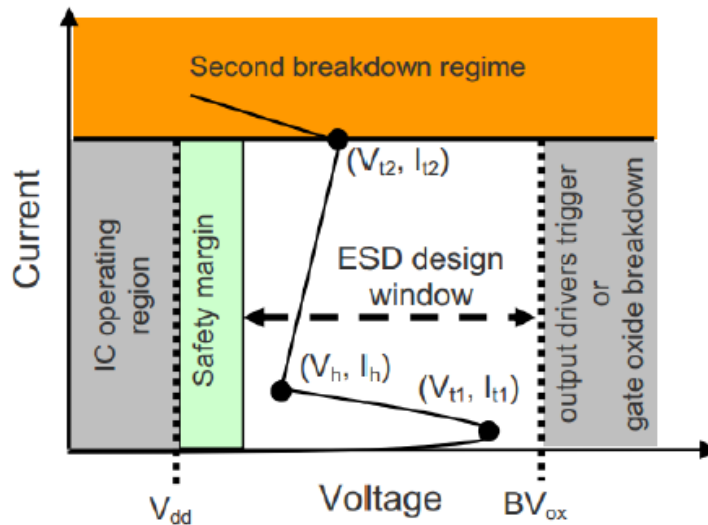 Second breakdown regime
(Vt2, It2)
Current
IC operating
region
Safety margin
ESD design
window
output drivers trigger
or
gate oxide breakdown
(Vh, Ih)
(Vt1, It1)
Vdd
Voltage
BVox